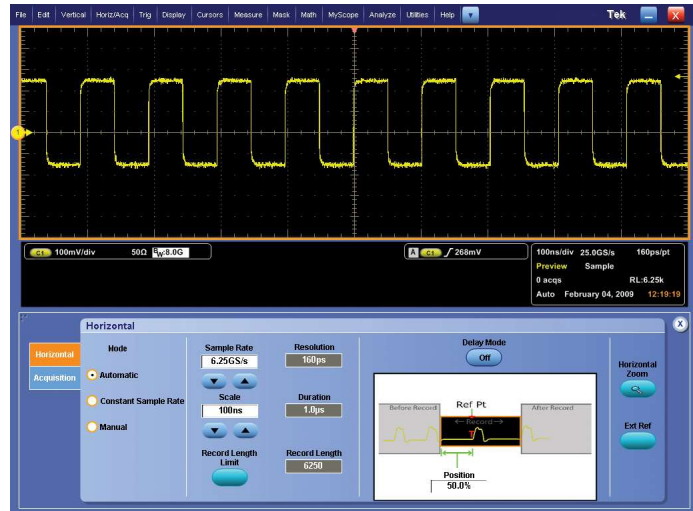 File Edit Vertical Horiz/Acq Trig Display Cursors Measure Mask Math MyScope Analyze Utilities Help Tek X
1
C1 100mV/div 50Ω BW:8.0G
A C1 268mV
100ns/div 25.0GS/s 160ps/pt
Preview Sample
0 acqs RL:6.25k
Auto February 04, 2009 12:19:19
Horizontal X
Horizontal
Acquisition
Mode
Automatic
Constant Sample Rate
Manual
Sample Rate
6.25GS/s
Scale
100ns
Record Length
Limit
Resolution
160ps
Duration
1.0µs
Record Length
6250
Delay Mode
Off
Before Record
Ref Pt
← Record →
T
After Record
Position
50.0%
Horizontal
Zoom
Ext Ref